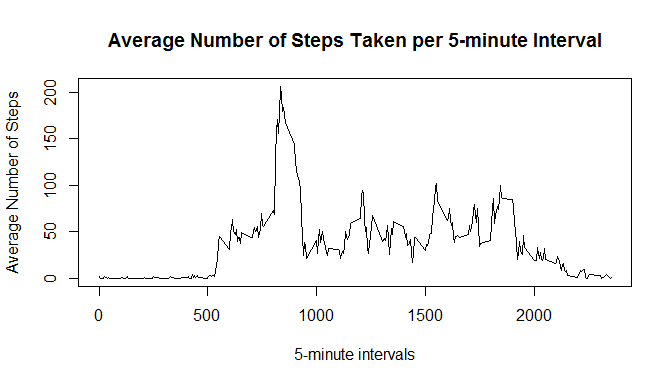 Average Number of Steps Taken per 5-minute Interval
Average Number of Steps
200
150
100
50
0
0 500 1000 1500 2000
5-minute intervals